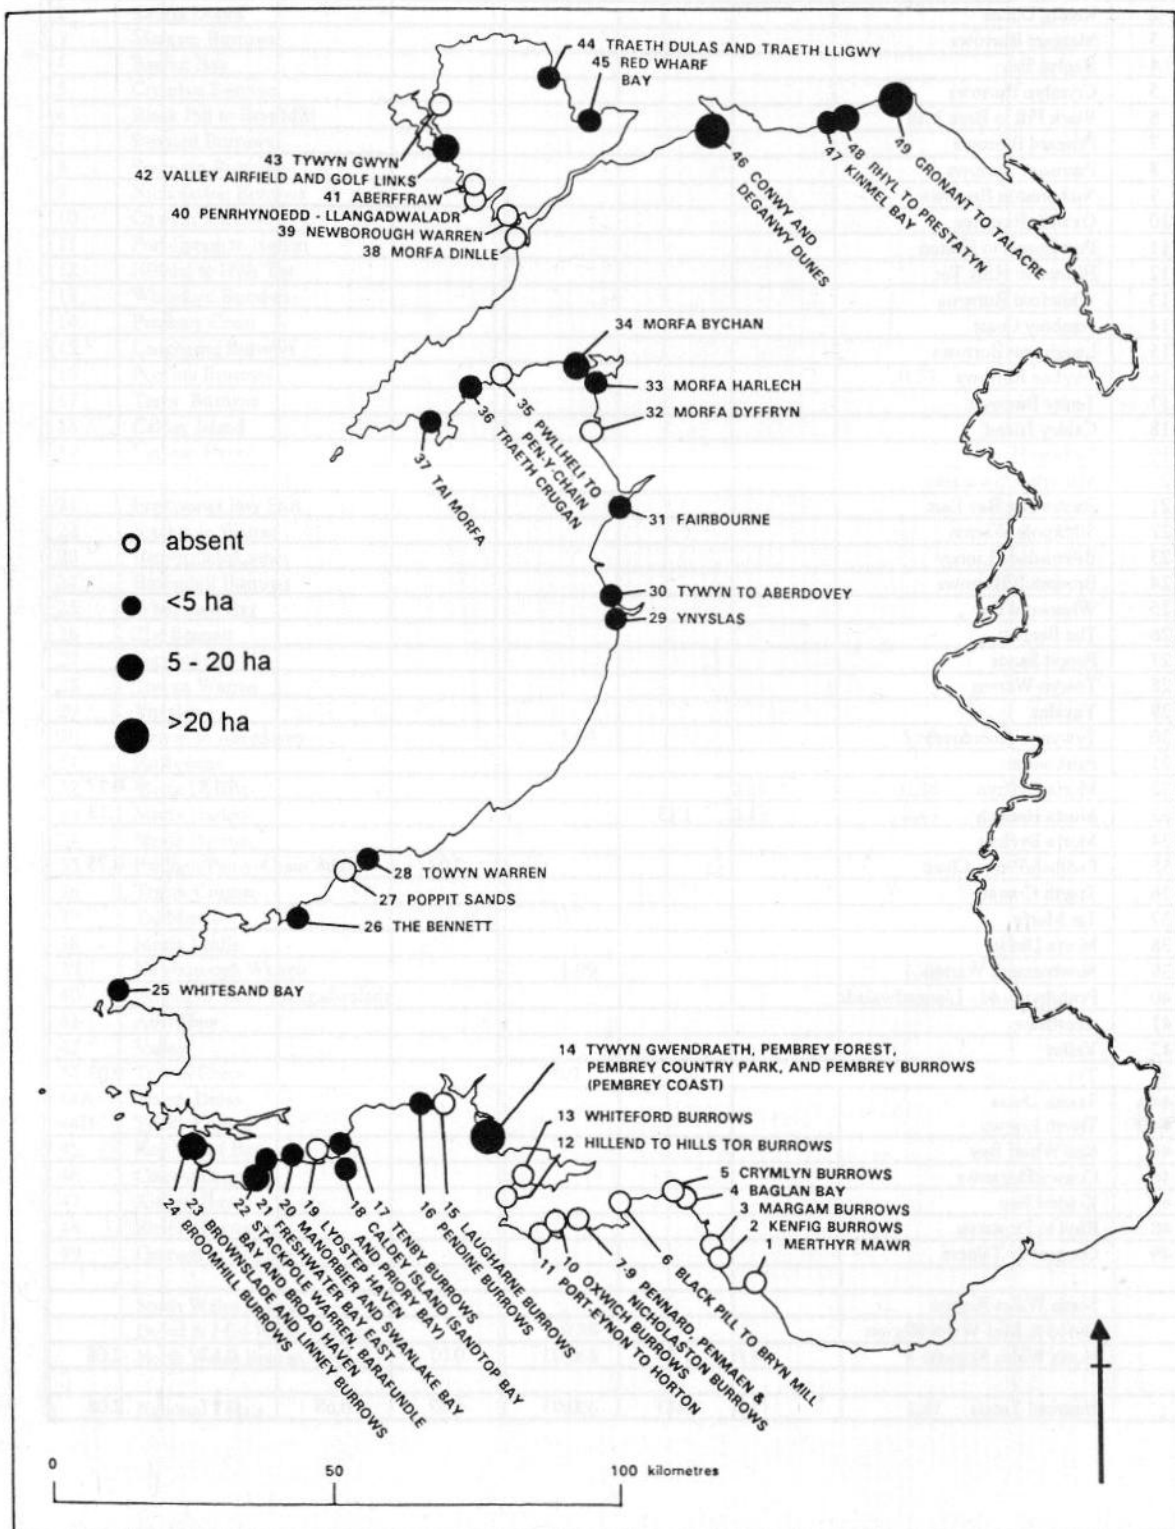 44 TRAETH DULAS AND TRAETH LLIGWY
45 RED WHARF
BAY
43 TYWYN GWYN
42 VALLEY AIRFIELD AND GOLF LINKS
41 ABERFFRAW
40 PENRHYNOEDD - LLANGADWALADR
39 NEWBOROUGH WARREN
38 MORFA DINLLE
46 CONWY AND
DEGANWY DUNES
47 KINMEL BAY
48 RHYL TO PRESTATYN
49 GRONANT TO TALACRE
34 MORFA BYCHAN
33 MORFA HARLECH
32 MORFA DYFFRYN
35 PWLLHELI TO
PEN-Y-CHAIN
36 TRAETH CRUGAN
37 TAI MORFA
31 FAIRBOURNE
absent
<5 ha
5 - 20 ha
>20 ha
30 TYWYN TO ABERDOVEY
29 YNYSLAS
28 TOWYN WARREN
27 POPPIT SANDS
26 THE BENNETT
25 WHITESAND BAY
14 TYWYN GWENDRAETH, PEMBREY FOREST,
PEMBREY COUNTRY PARK, AND PEMBREY BURROWS
(PEMBREY COAST)
13 WHITEFORD BURROWS
12 HILLEND TO HILLS TOR BURROWS
5 CRYMLYN BURROWS
4 BAGLAN BAY
3 MARGAM BURROWS
2 KENFIG BURROWS
1 MERTHYR MAWR
6 BLACK PILL TO BRYN MILL
7-9 PENNARD, PENMAEN &
NICHOLASTON BURROWS
10 OXWICH BURROWS
11 PORT-EYNON TO HORTON
15 LAUGHARNE BURROWS
16 PENDINE BURROWS
17 TENBY BURROWS
18 CALDEY ISLAND (SANDTOP BAY
AND PRIORY BAY)
19 LYDSTEP HAVEN
20 MANORBIER AND SWANLAKE BAY
21 FRESHWATER BAY EAST
22 STACKPOLE WARREN, BARAFUNDLE
BAY AND BROAD HAVEN
23 BROWNSLADE AND LINNEY BURROWS
24 BROOMHILL BURROWS
0
50
100 kilometres